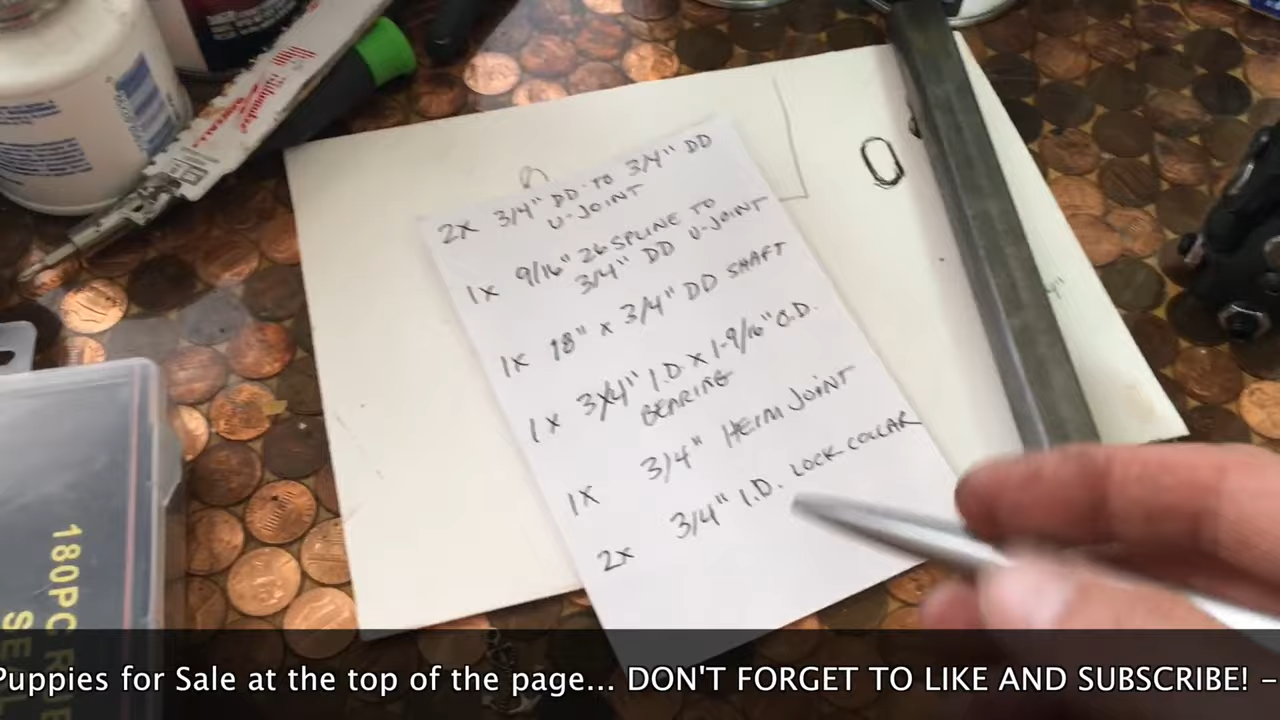 2x 3/4" DD TO 3/4" DD
U-JOINT
1x 9/16" 26 SPLINE TO
3/4" DD U-JOINT
1x 18" x 3/4" DD SHAFT
1x 3/4" I.D x 1-9/16" O.D.
BEARING
1x 3/4" HEIM JOINT
2x 3/4" I.D. LOCK COLLAR
Milwaukee
180PC
SEAL
Puppies for Sale at the top of the page... DON'T FORGET TO LIKE AND SUBSCRIBE! -